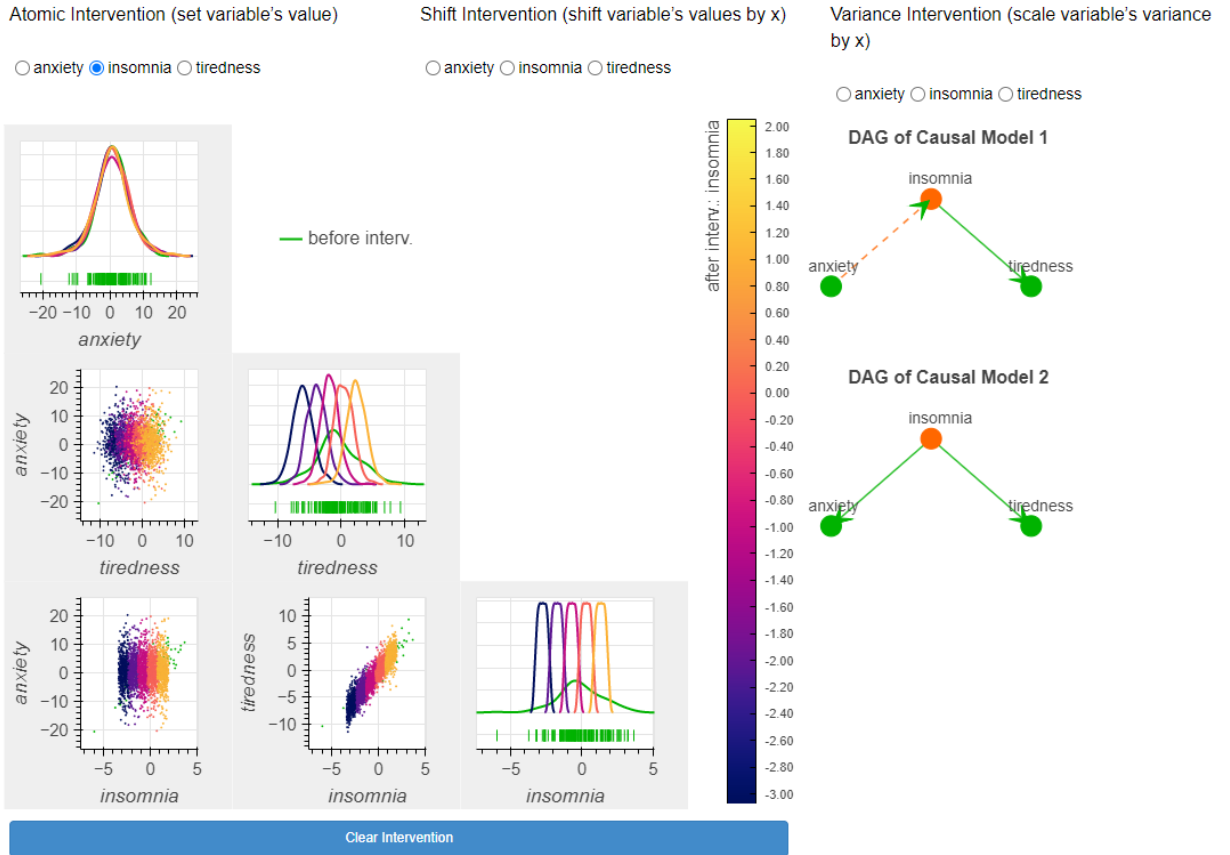 Atomic Intervention (set variable's value)
Shift Intervention (shift variable's values by x)
Variance Intervention (scale variable's variance
by x)
anxiety insomnia tiredness
anxiety insomnia tiredness
anxiety insomnia tiredness
before interv.
−20 −10 0 10 20
anxiety
20
10
0
−10
−20
anxiety
−10 0 10
tiredness
−10 0 10
tiredness
20
10
0
−10
−20
anxiety
−5 0 5
insomnia
10
5
0
−5
−10
tiredness
−5 0 5
insomnia
−5 0 5
insomnia
after interv.: insomnia
2.00
1.80
1.60
1.40
1.20
1.00
0.80
0.60
0.40
0.20
0.00
-0.20
-0.40
-0.60
-0.80
-1.00
-1.20
-1.40
-1.60
-1.80
-2.00
-2.20
-2.40
-2.60
-2.80
-3.00
DAG of Causal Model 1
insomnia
anxiety
tiredness
DAG of Causal Model 2
insomnia
anxiety
tiredness
Clear Intervention